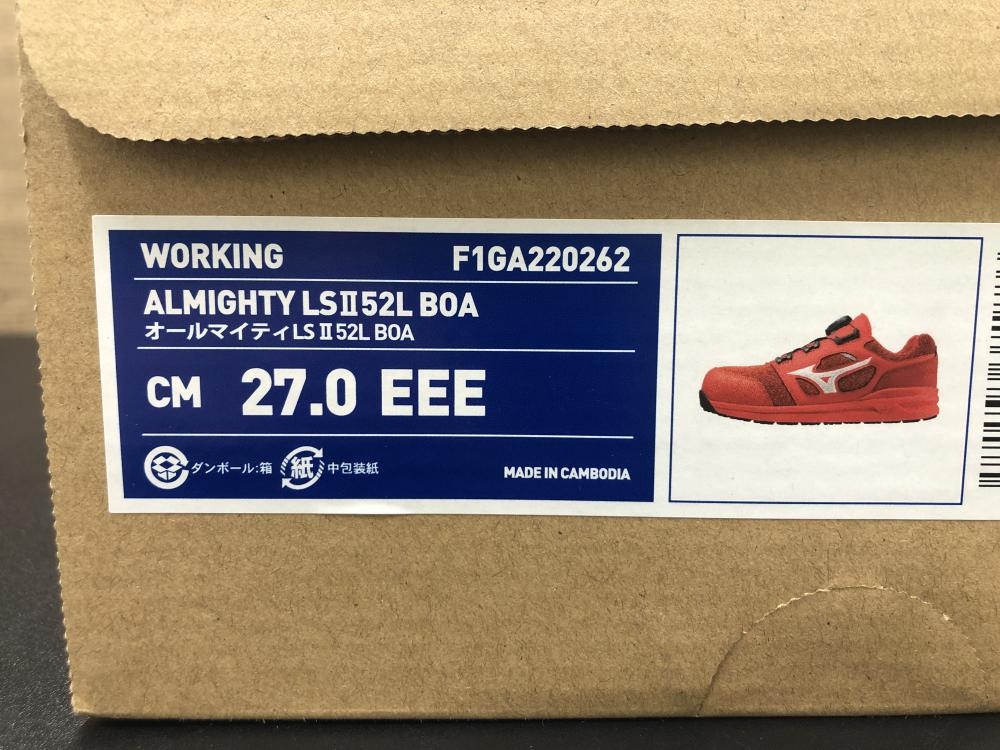 WORKING F1GA220262
ALMIGHTY LSⅡ52L BOA
オールマイティLSⅡ52L BOA
CM 27.0 EEE
ダンボール:箱 紙 中包装紙 MADE IN CAMBODIA